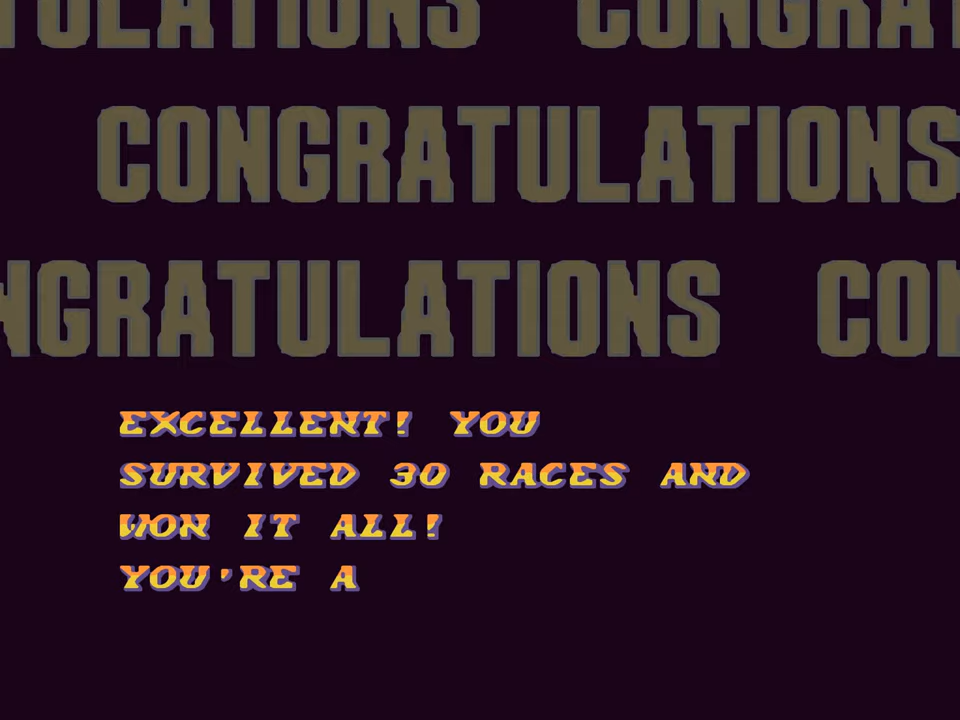 TULATIONS CONGRAT
CONGRATULATIONS
NGRATULATIONS CON
EXCELLENT! YOU
SURVIVED 30 RACES AND
WON IT ALL!
YOU'RE A